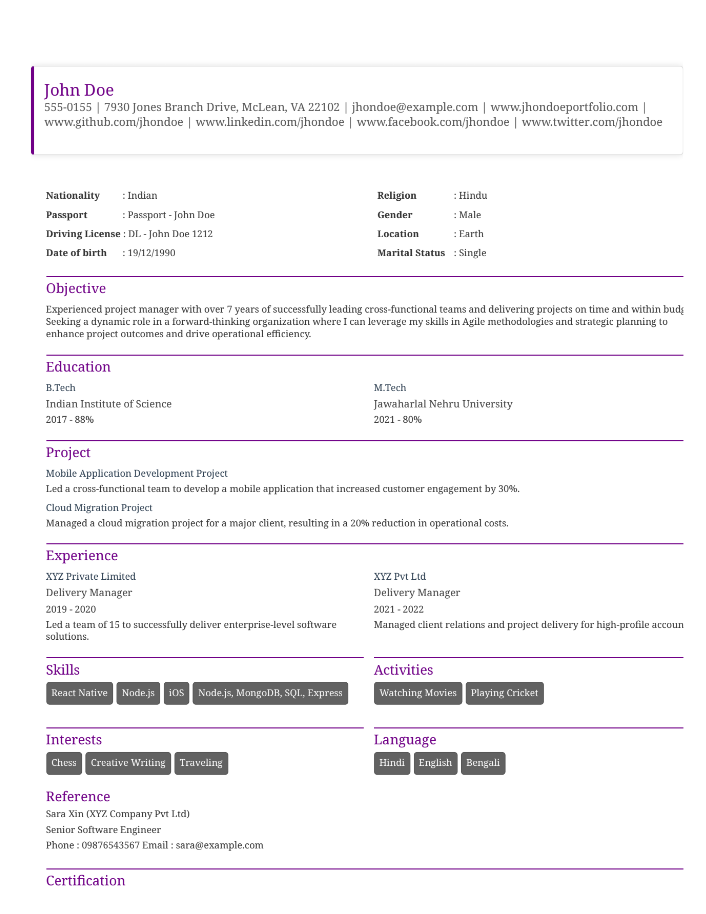 John Doe
555-0155 | 7930 Jones Branch Drive, McLean, VA 22102 | jhondoe@example.com | www.jhondoeportfolio.com |
www.github.com/jhondoe | www.linkedin.com/jhondoe | www.facebook.com/jhondoe | www.twitter.com/jhondoe
Nationality : Indian
Passport : Passport - John Doe
Driving License : DL - John Doe 1212
Date of birth : 19/12/1990
Religion : Hindu
Gender : Male
Location : Earth
Marital Status : Single
Objective
Experienced project manager with over 7 years of successfully leading cross-functional teams and delivering projects on time and within budg
Seeking a dynamic role in a forward-thinking organization where I can leverage my skills in Agile methodologies and strategic planning to
enhance project outcomes and drive operational efficiency.
Education
B.Tech
Indian Institute of Science
2017 - 88%
M.Tech
Jawaharlal Nehru University
2021 - 80%
Project
Mobile Application Development Project
Led a cross-functional team to develop a mobile application that increased customer engagement by 30%.
Cloud Migration Project
Managed a cloud migration project for a major client, resulting in a 20% reduction in operational costs.
Experience
XYZ Private Limited
Delivery Manager
2019 - 2020
Led a team of 15 to successfully deliver enterprise-level software
solutions.
XYZ Pvt Ltd
Delivery Manager
2021 - 2022
Managed client relations and project delivery for high-profile accoun
Skills
React Native Node.js iOS Node.js, MongoDB, SQL, Express
Activities
Watching Movies Playing Cricket
Interests
Chess Creative Writing Traveling
Language
Hindi English Bengali
Reference
Sara Xin (XYZ Company Pvt Ltd)
Senior Software Engineer
Phone : 09876543567 Email : sara@example.com
Certification